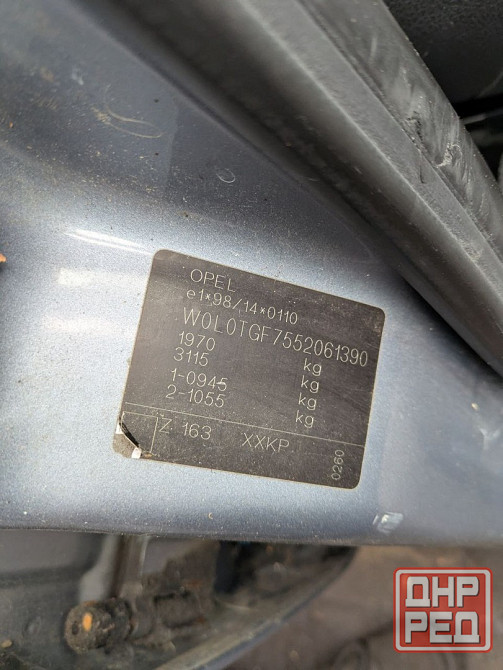 OPEL
e1*98/14*0110
W0L0TGF7552061390
1970 kg
3115 kg
1-0945 kg
2-1055 kg
Z 163 XXKP
0260
ДНР
РЕД